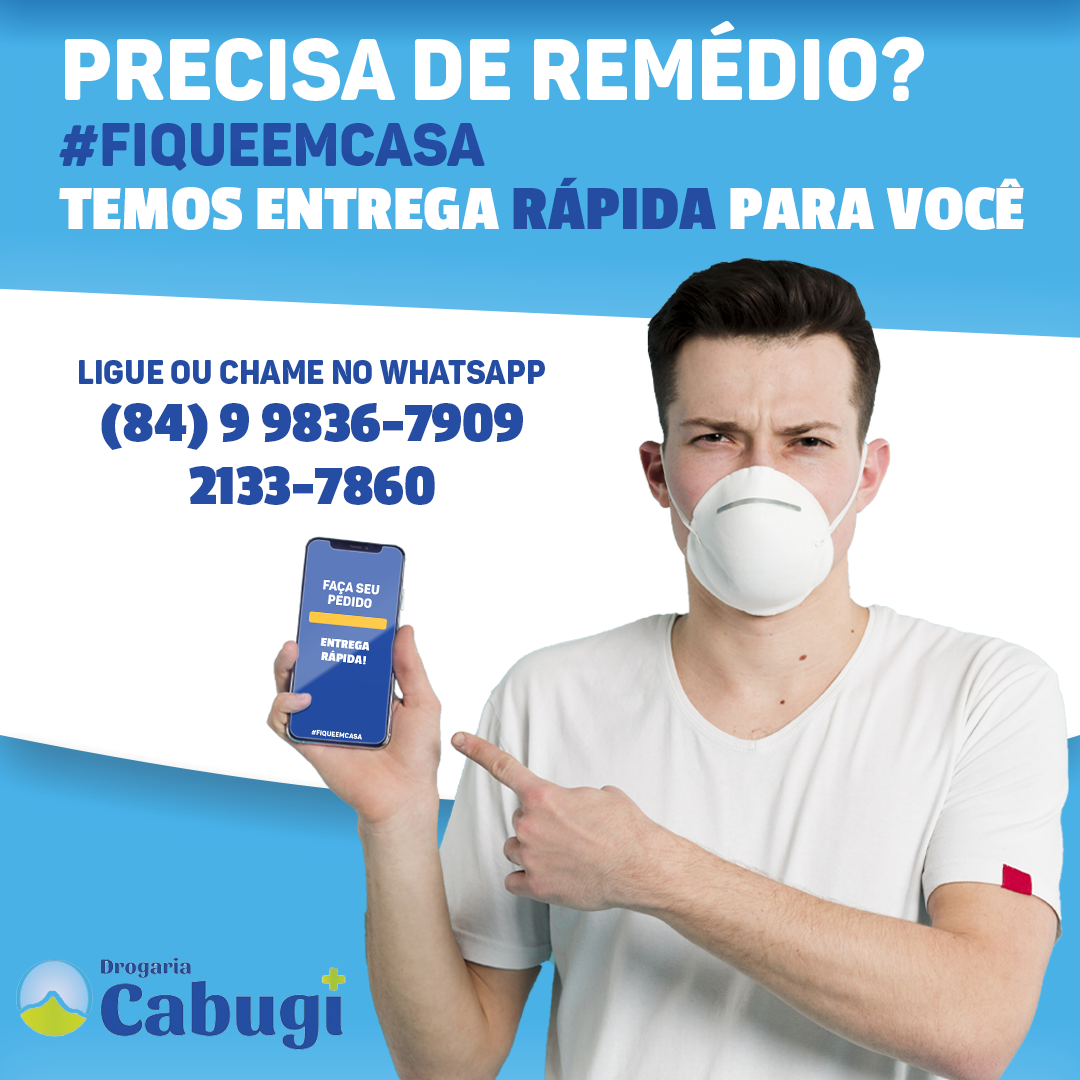 PRECISA DE REMÉDIO?
#FIQUEEMCASA
TEMOS ENTREGA RÁPIDA PARA VOCÊ
LIGUE OU CHAME NO WHATSAPP
(84) 9 9836-7909
2133-7860
FAÇA SEU
PEDIDO
ENTREGA
RÁPIDA!
#FIQUEEMCASA
Drogaria
Cabugi